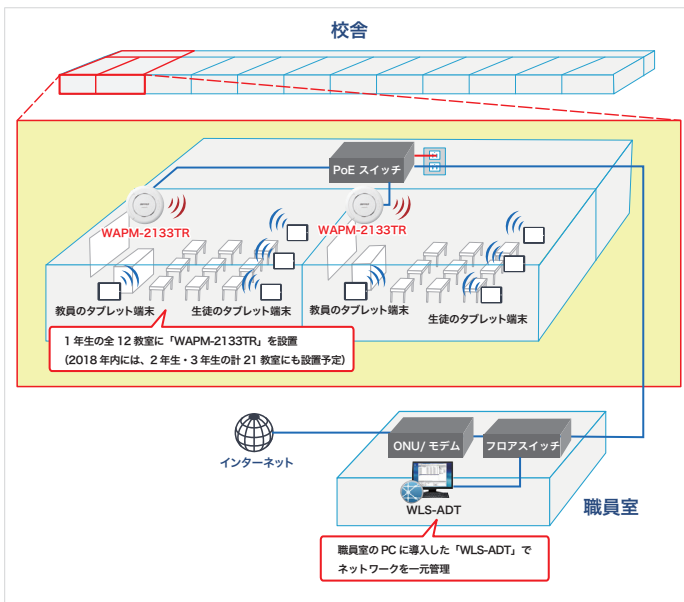 校舎
PoE スイッチ
WAPM-2133TR
WAPM-2133TR
教員のタブレット端末
生徒のタブレット端末
教員のタブレット端末
生徒のタブレット端末
1 年生の全 12 教室に「WAPM-2133TR」を設置
（2018 年内には、2 年生・3 年生の計 21 教室にも設置予定）
インターネット
ONU/ モデム
フロアスイッチ
WLS-ADT
職員室
職員室の PC に導入した「WLS-ADT」で
ネットワークを一元管理